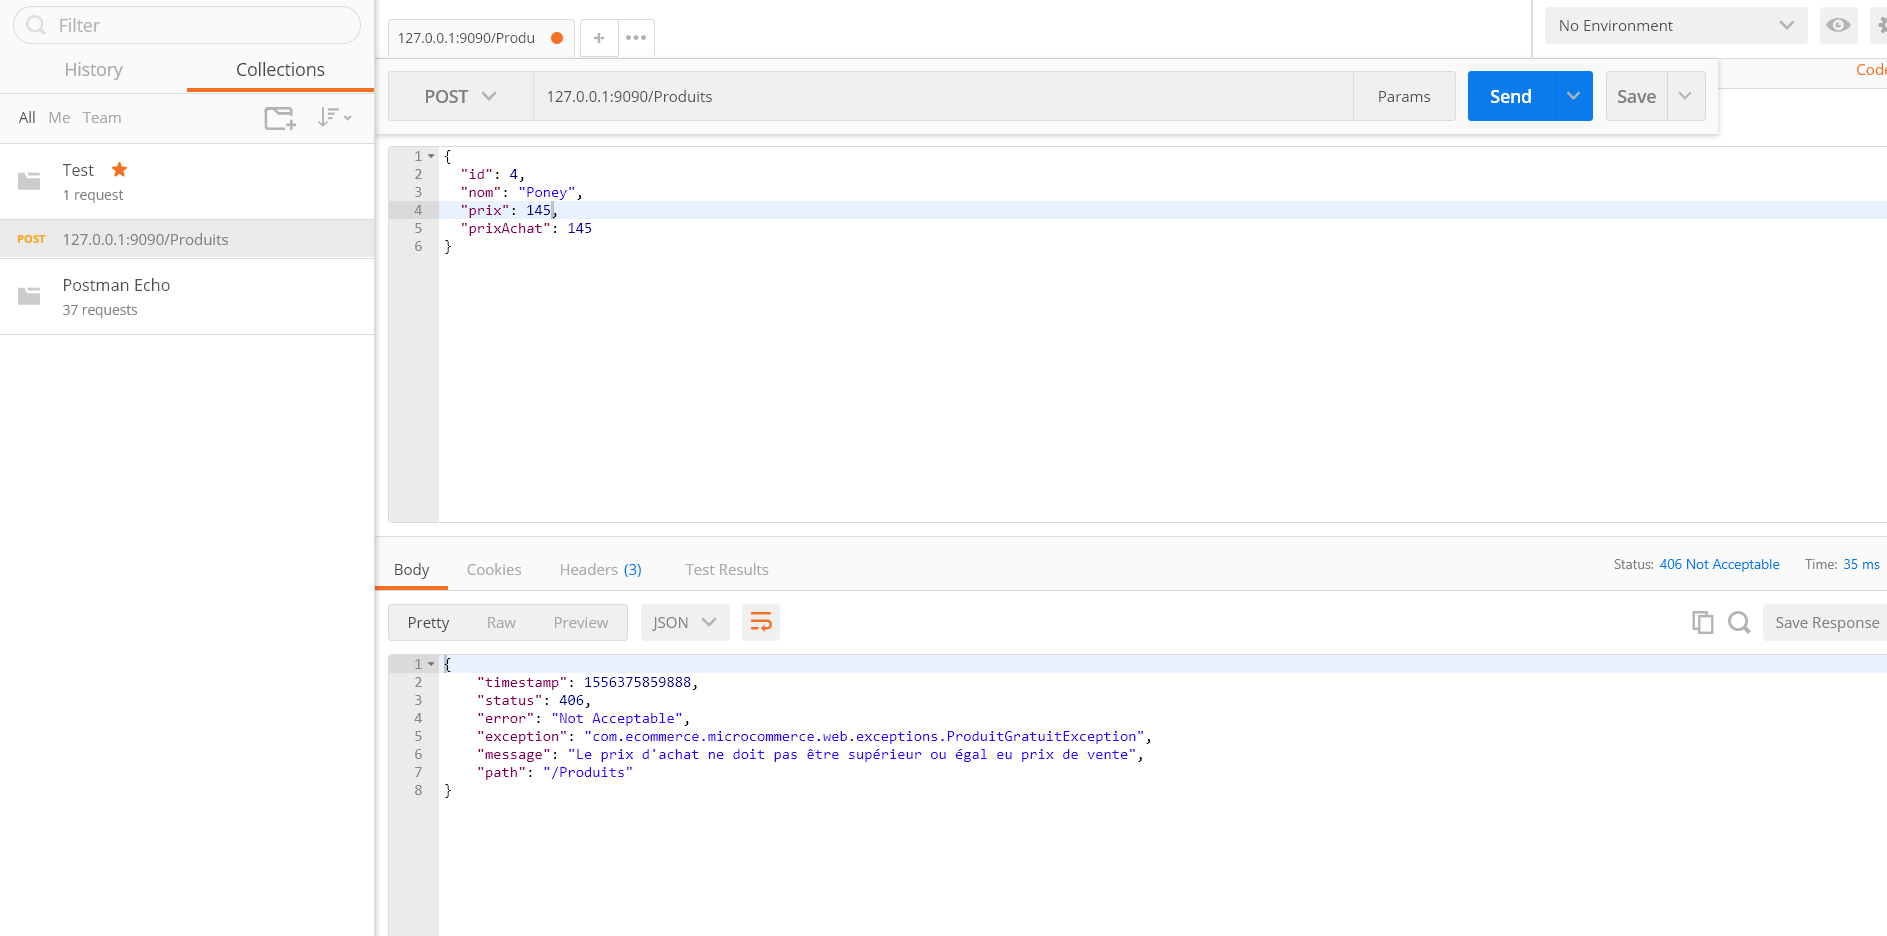 Filter
History Collections
All Me Team
Test
1 request
POST 127.0.0.1:9090/Produits
Postman Echo
37 requests
127.0.0.1:9090/Produ + •••
No Environment
POST 127.0.0.1:9090/Produits Params Send Save
Code
1 {
2 "id": 4,
3 "nom": "Poney",
4 "prix": 145,
5 "prixAchat": 145
6 }
Body Cookies Headers (3) Test Results Status: 406 Not Acceptable Time: 35 ms
Pretty Raw Preview JSON Save Response
1 {
2 "timestamp": 1556375859888,
3 "status": 406,
4 "error": "Not Acceptable",
5 "exception": "com.ecommerce.microcommerce.web.exceptions.ProduitGratuitException",
6 "message": "Le prix d'achat ne doit pas être supérieur ou égal eu prix de vente",
7 "path": "/Produits"
8 }